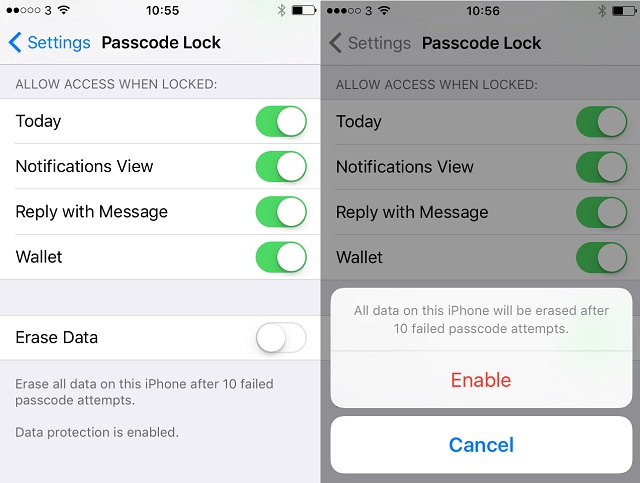 3 10:55
Settings Passcode Lock
ALLOW ACCESS WHEN LOCKED:
Today
Notifications View
Reply with Message
Wallet
Erase Data
Erase all data on this iPhone after 10 failed
passcode attempts.
Data protection is enabled.
3 10:56
Settings Passcode Lock
ALLOW ACCESS WHEN LOCKED:
Today
Notifications View
Reply with Message
Wallet
All data on this iPhone will be erased after
10 failed passcode attempts.
Enable
Cancel